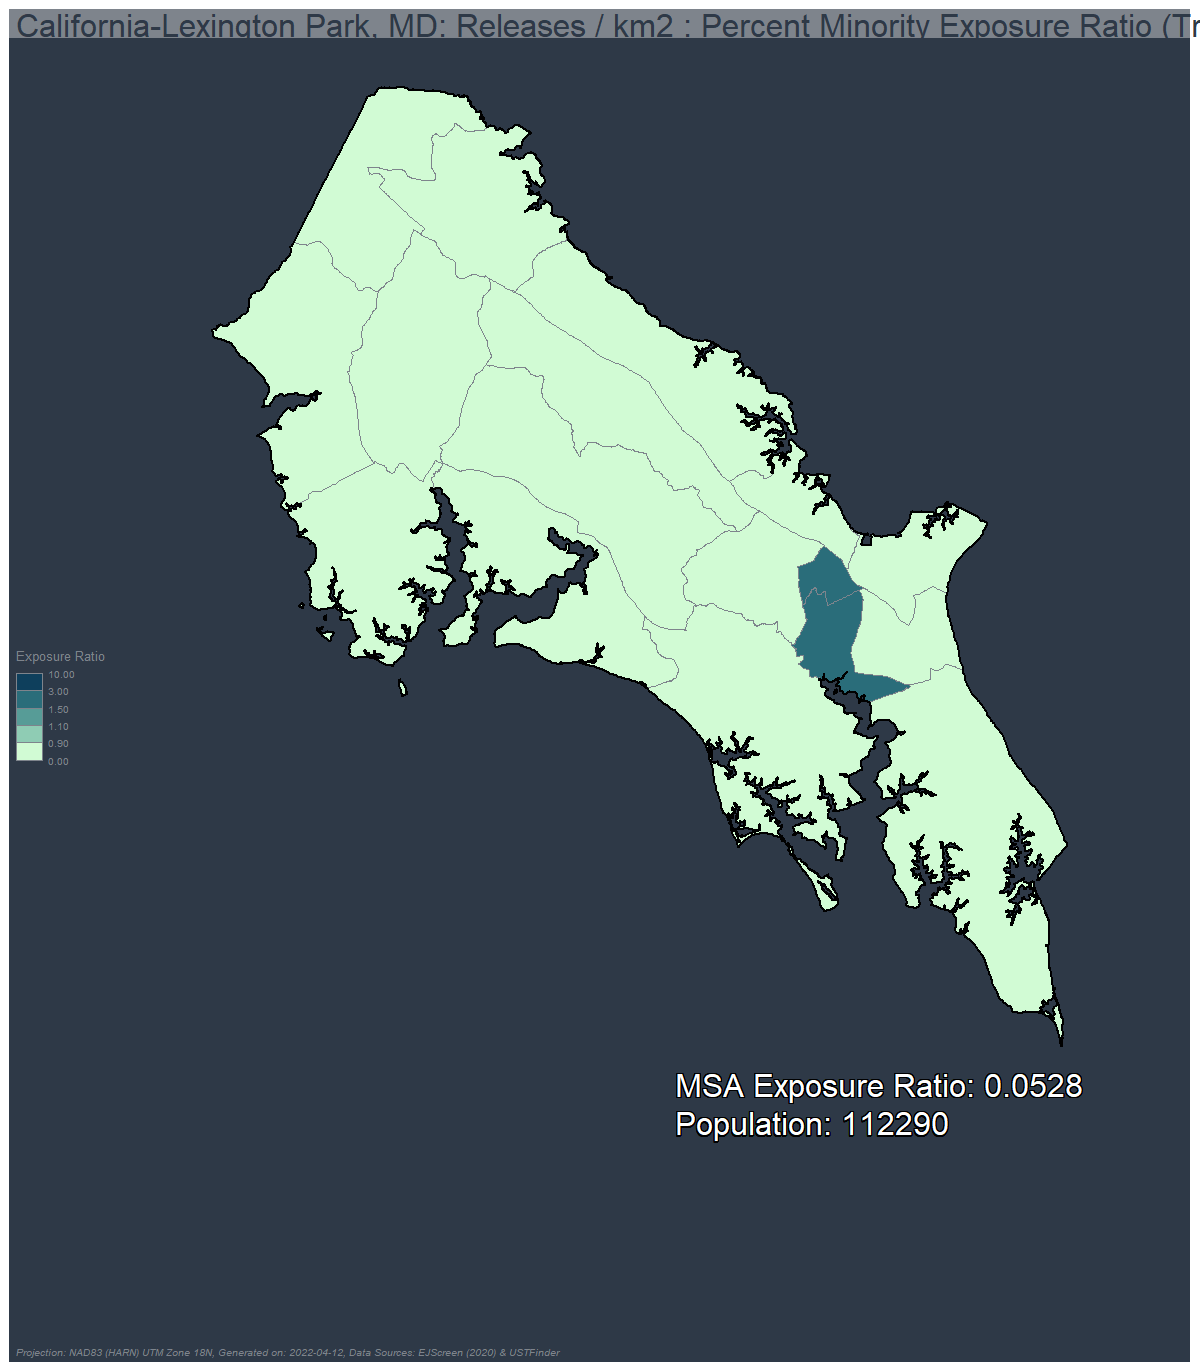 California-Lexington Park, MD: Releases / km2 : Percent Minority Exposure Ratio (Tr
Exposure Ratio
10.00
3.00
1.50
1.10
0.90
0.00
MSA Exposure Ratio: 0.0528
Population: 112290
Projection: NAD83 (HARN) UTM Zone 18N, Generated on: 2022-04-12, Data Sources: EJScreen (2020) & USTFinder